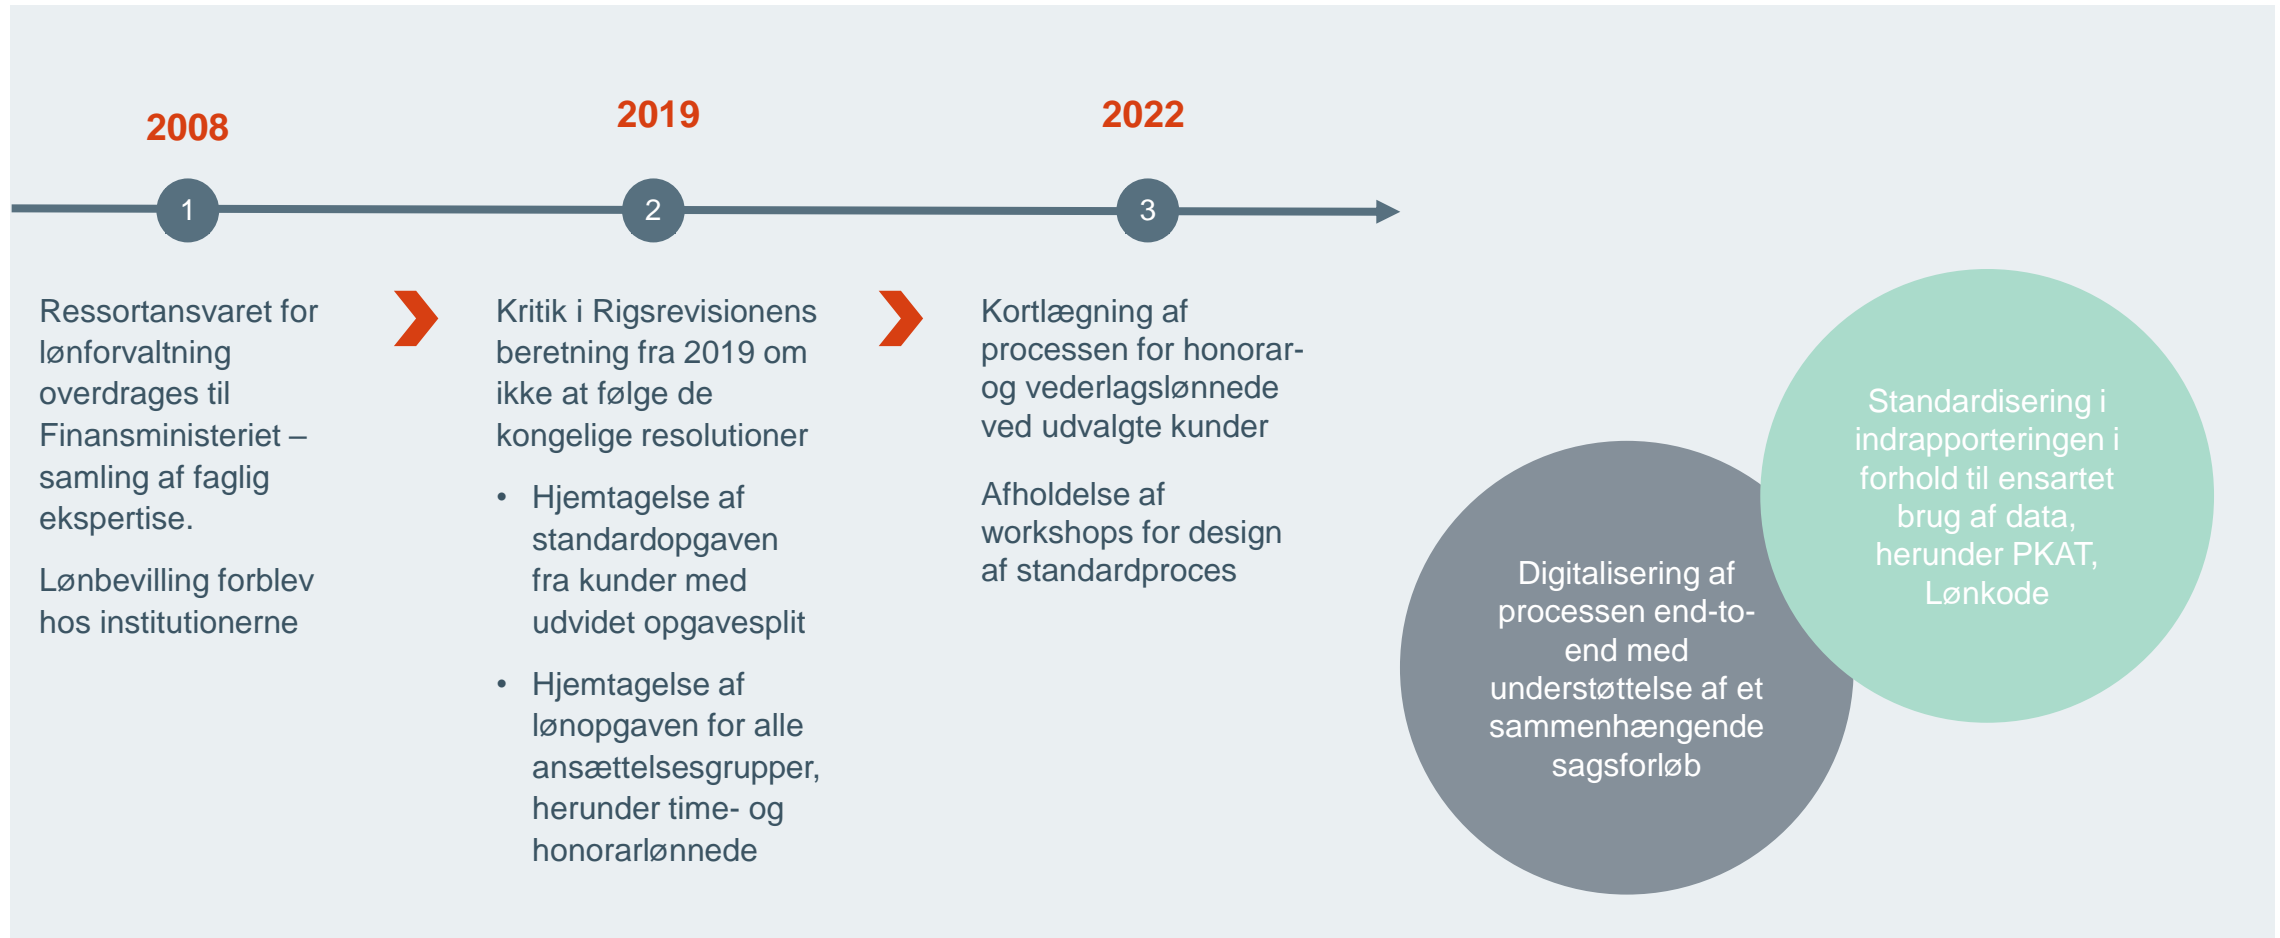 2008
1
Ressortansvaret for
lønforvaltning
overdrages til
Finansministeriet –
samling af faglig
ekspertise.
Lønbevilling forblev
hos institutionerne
2019
2
Kritik i Rigsrevisionens
beretning fra 2019 om
ikke at følge de
kongelige resolutioner
• Hjemtagelse af
standardopgaven
fra kunder med
udvidet opgavesplit
• Hjemtagelse af
lønopgaven for alle
ansættelsesgrupper,
herunder time- og
honorarlønnede
2022
3
Kortlægning af
processen for honorar-
og vederlagslønnede
ved udvalgte kunder
Afholdelse af
workshops for design
af standardproces
Digitalisering af
processen end-to-
end med
understøttelse af et
sammenhængende
sagsforløb
Standardisering i
indrapporteringen i
forhold til ensartet
brug af data,
herunder PKAT,
Lønkode